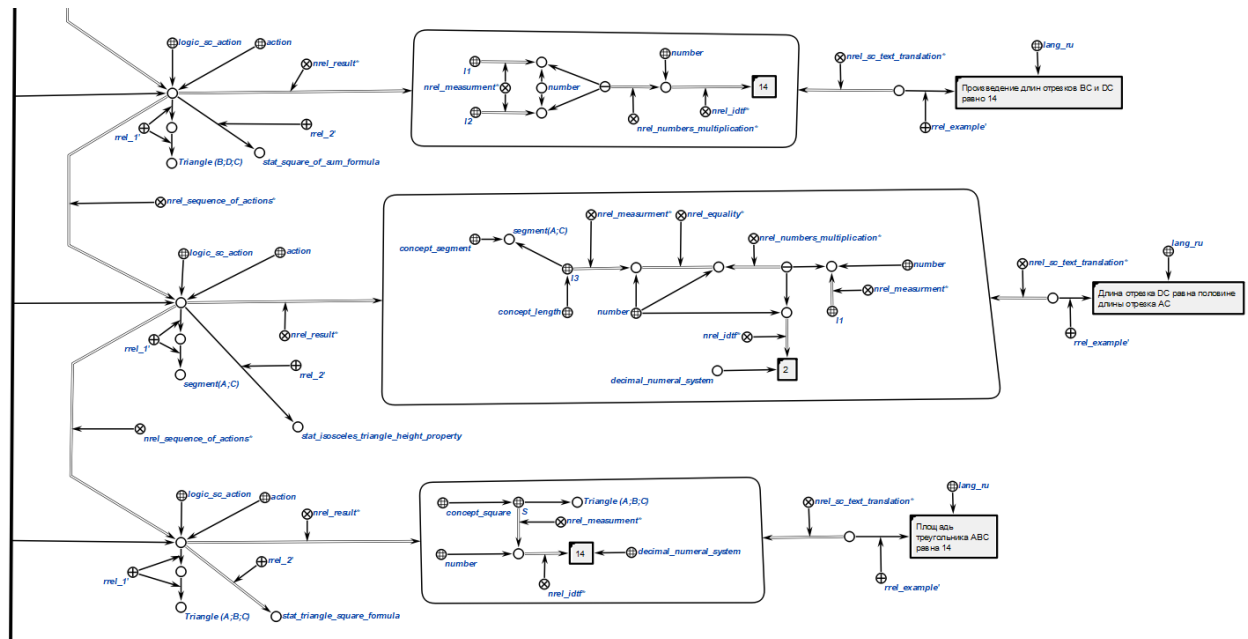 logic_sc_action
action
nrel_result*
l1
nrel_measurment*
l2
number
number
14
nrel_idtf*
nrel_numbers_multiplication*
nrel_sc_text_translation*
lang_ru
Произведение длин отрезков BC и DC
равно 14
rrel_example'
rrel_1'
rrel_2'
Triangle (B;D;C)
stat_square_of_sum_formula
nrel_sequence_of_actions*
logic_sc_action
action
nrel_result*
concept_segment
segment(A;C)
nrel_measurment*
nrel_equality*
nrel_numbers_multiplication*
l3
number
nrel_measurment*
concept_length
number
l1
nrel_idtf*
decimal_numeral_system
2
nrel_sc_text_translation*
lang_ru
Длина отрезка DC равна половине
длины отрезка AC
rrel_example'
rrel_1'
rrel_2'
segment(A;C)
stat_isosceles_triangle_height_property
nrel_sequence_of_actions*
logic_sc_action
action
nrel_result*
concept_square
S
Triangle (A;B;C)
nrel_measurment*
number
14
decimal_numeral_system
nrel_idtf*
nrel_sc_text_translation*
lang_ru
Площадь
треугольника ABC
равна 14
rrel_example'
rrel_1'
rrel_2'
Triangle (A;B;C)
stat_triangle_square_formula